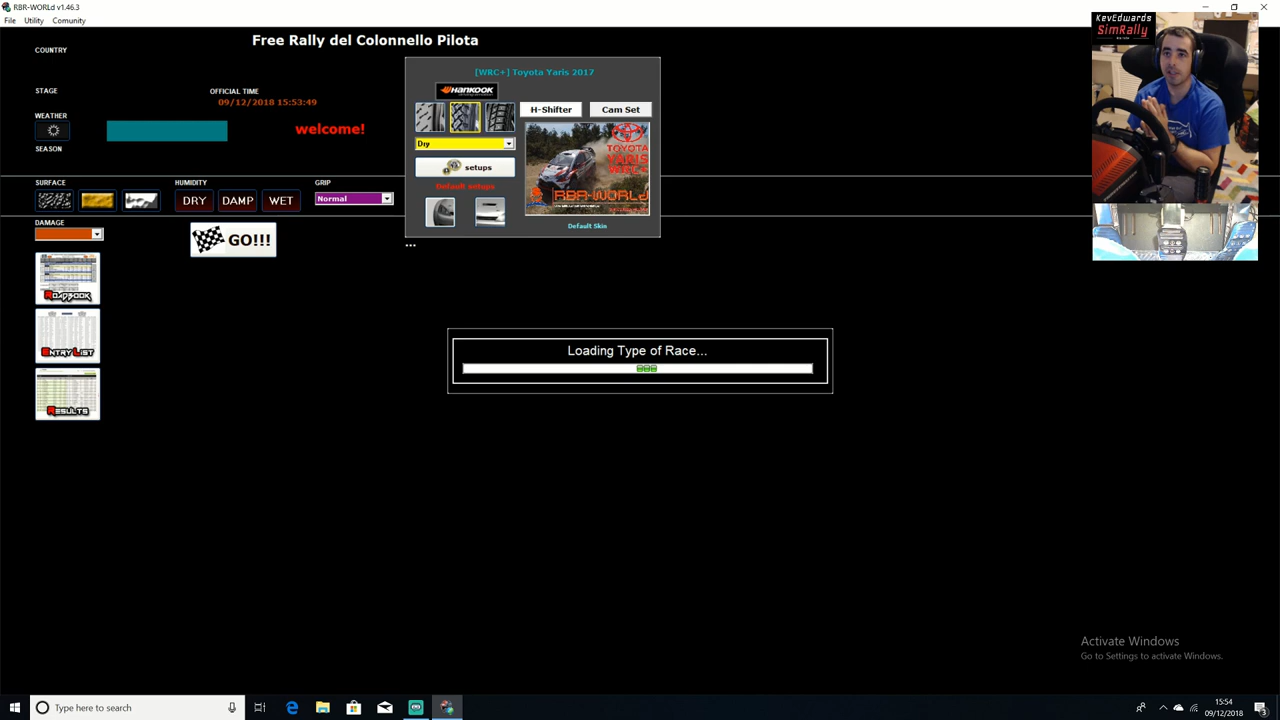 RBR-WORLd v1.46.3
File Utility Comunity
Free Rally del Colonnello Pilota
COUNTRY
STAGE
OFFICIAL TIME
09/12/2018 15:53:49
WEATHER
welcome!
SEASON
SURFACE
HUMIDITY
GRIP
DRY DAMP WET
Normal
DAMAGE
GO!!!
ROADBOOK
ENTRY LIST
RESULTS
[WRC+] Toyota Yaris 2017
HANKOOK
H-Shifter
Cam Set
Dry
setups
Default setups
TOYOTA
YARIS
WRC+
RBR-WORLD
Default Skin
...
Loading Type of Race...
KevEdwards
SimRally
Activate Windows
Go to Settings to activate Windows.
Type here to search
15:54
09/12/2018
3